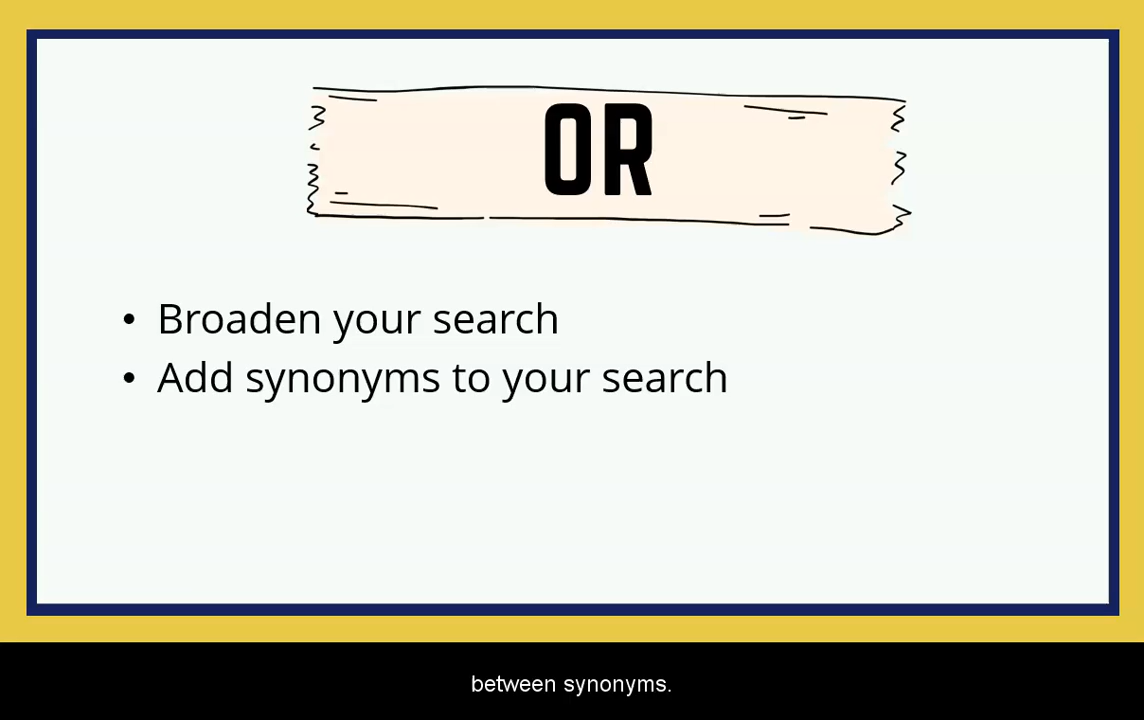 OR
• Broaden your search
• Add synonyms to your search
between synonyms.